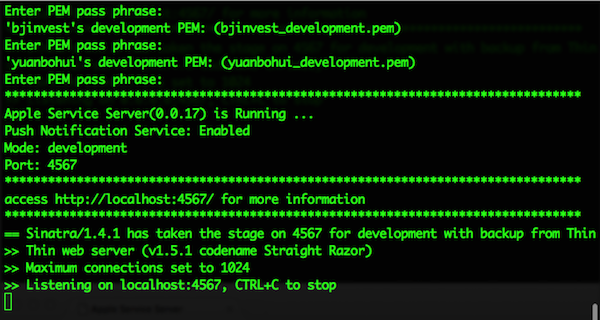 Enter PEM pass phrase:
'bjinvest's development PEM: (bjinvest_development.pem)
Enter PEM pass phrase:
'yuanbohui's development PEM: (yuanbohui_development.pem)
Enter PEM pass phrase:
********************************************************************************
Apple Service Server(0.0.17) is Running ...
Push Notification Service: Enabled
Mode: development
Port: 4567
********************************************************************************
access http://localhost:4567/ for more information
********************************************************************************
== Sinatra/1.4.1 has taken the stage on 4567 for development with backup from Thin
>> Thin web server (v1.5.1 codename Straight Razor)
>> Maximum connections set to 1024
>> Listening on localhost:4567, CTRL+C to stop